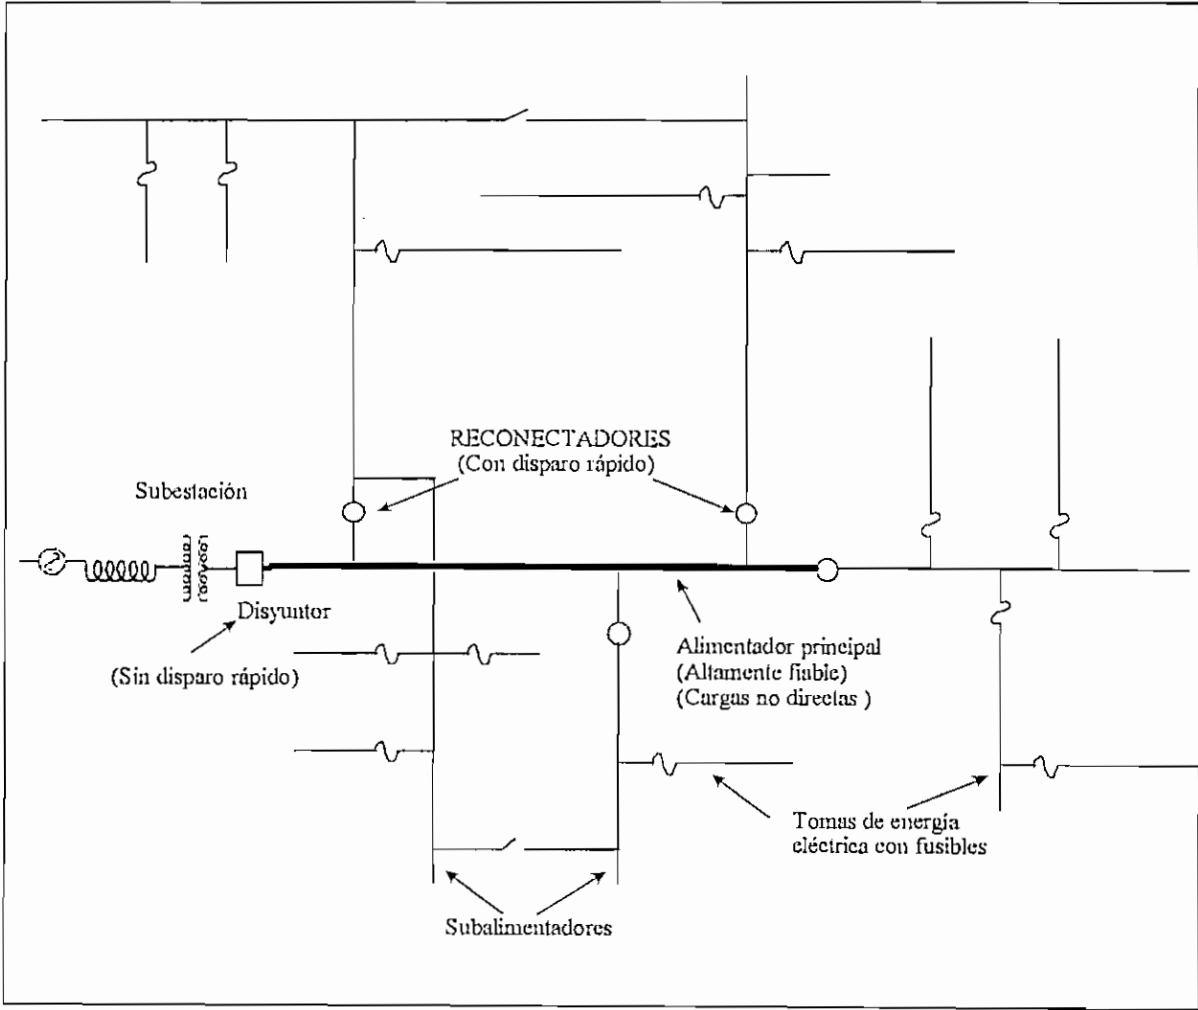 RECONECTADORES
(Con disparo rápido)
Subestación
Disyuntor
(Sin disparo rápido)
Alimentador principal
(Altamente fiable)
(Cargas no directas )
Tomas de energía
eléctrica con fusibles
Subalimentadores